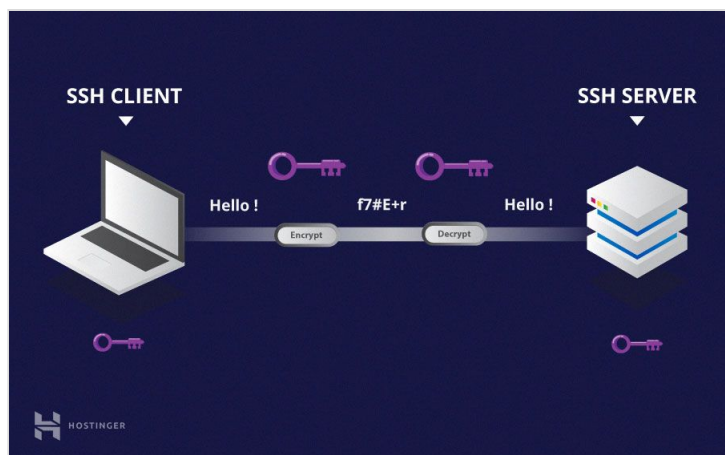 SSH CLIENT
SSH SERVER
Hello !
f7#E+r
Hello !
Encrypt
Decrypt
HOSTINGER